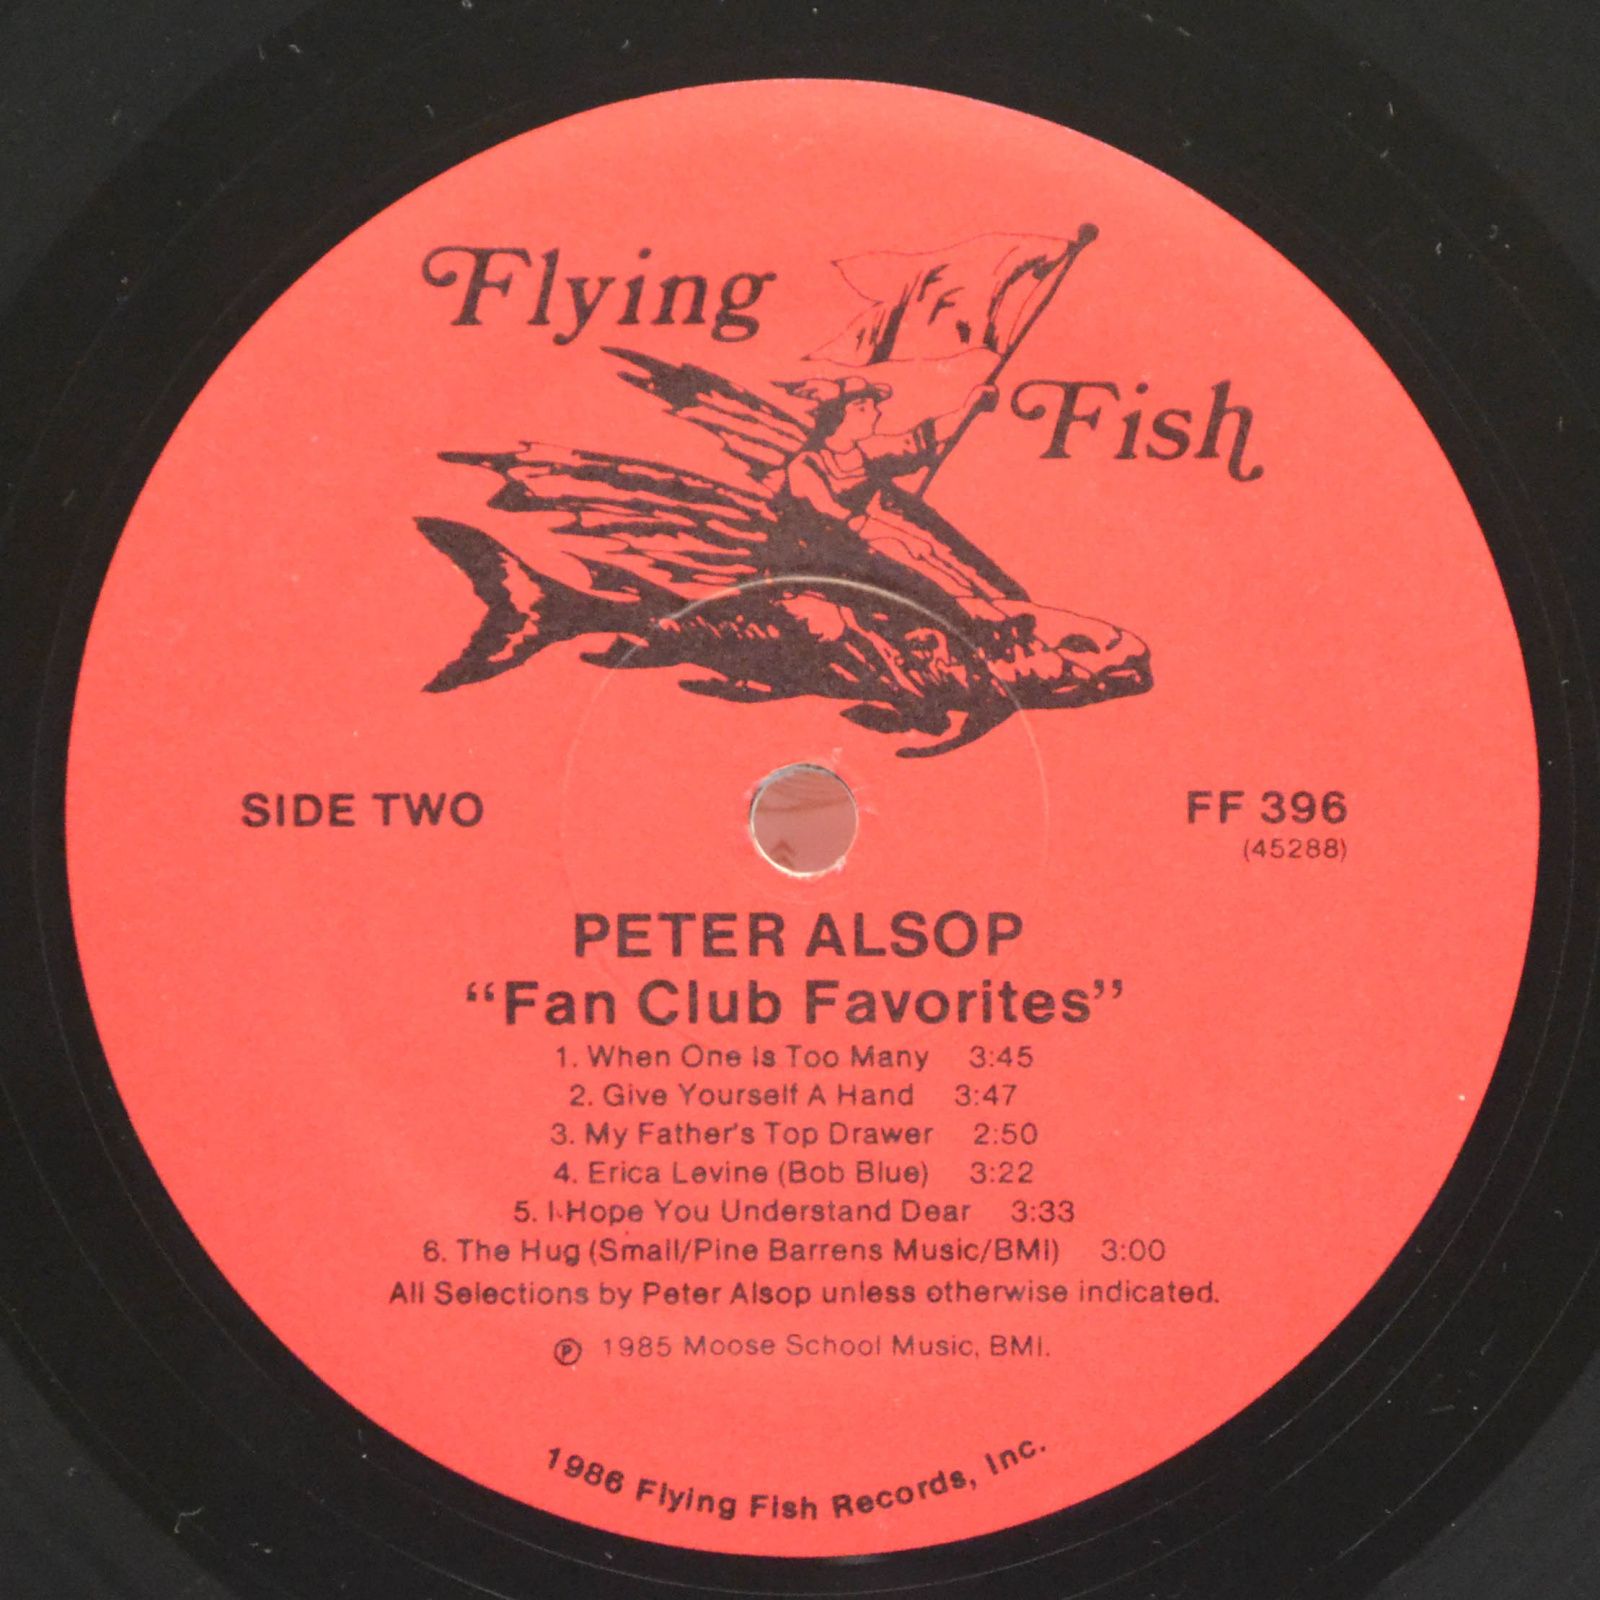 Flying
FF
Fish
SIDE TWO
FF 396
(45288)
PETER ALSOP
“Fan Club Favorites”
1. When One Is Too Many 3:45
2. Give Yourself A Hand 3:47
3. My Father's Top Drawer 2:50
4. Erica Levine (Bob Blue) 3:22
5. I Hope You Understand Dear 3:33
6. The Hug (Small/Pine Barrens Music/BMI) 3:00
All Selections by Peter Alsop unless otherwise indicated.
℗ 1985 Moose School Music, BMI.
1986 Flying Fish Records, Inc.